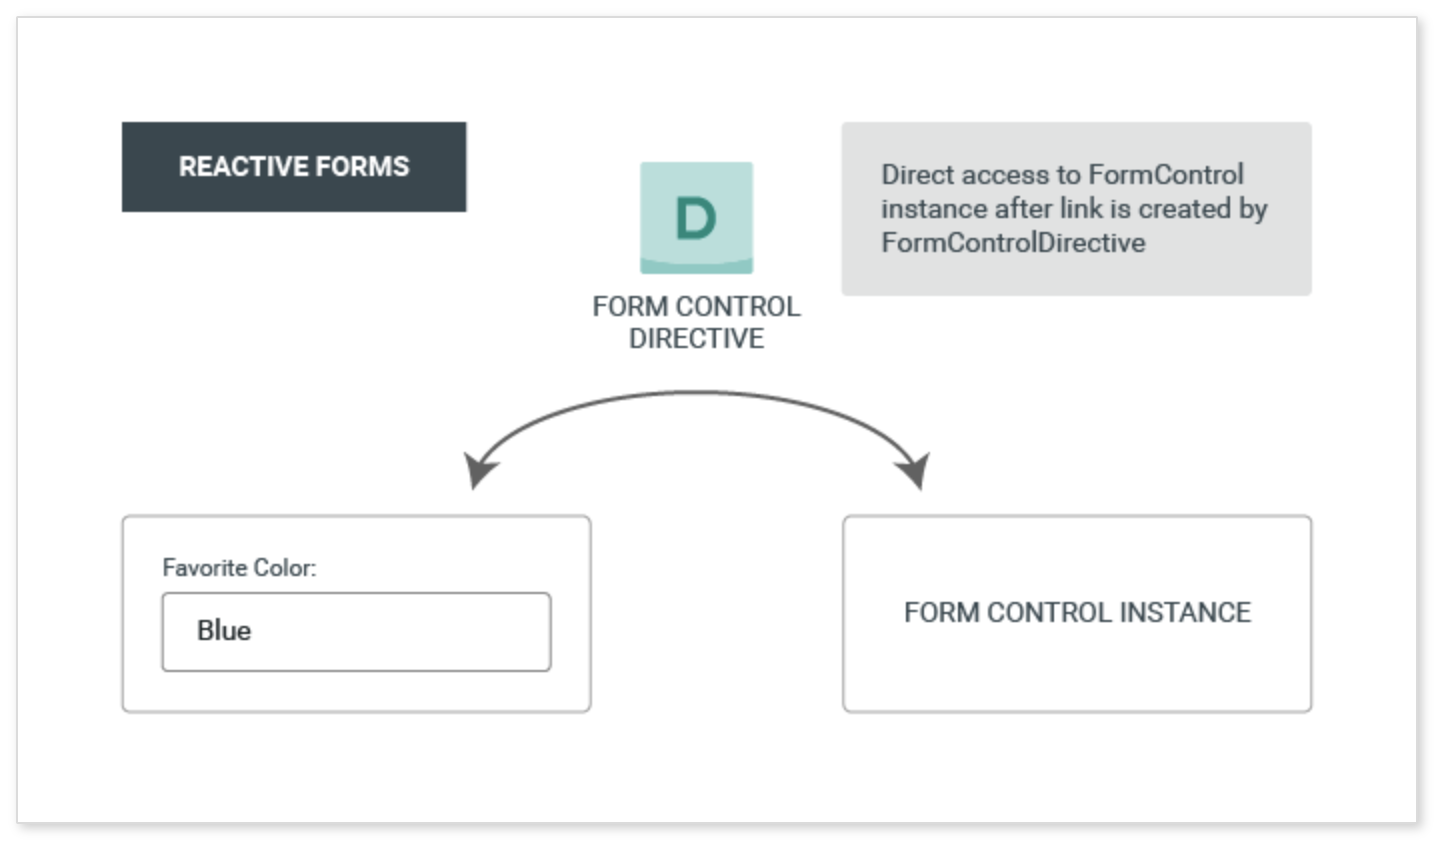 REACTIVE FORMS
D
FORM CONTROL
DIRECTIVE
Direct access to FormControl
instance after link is created by
FormControlDirective
Favorite Color:
Blue
FORM CONTROL INSTANCE